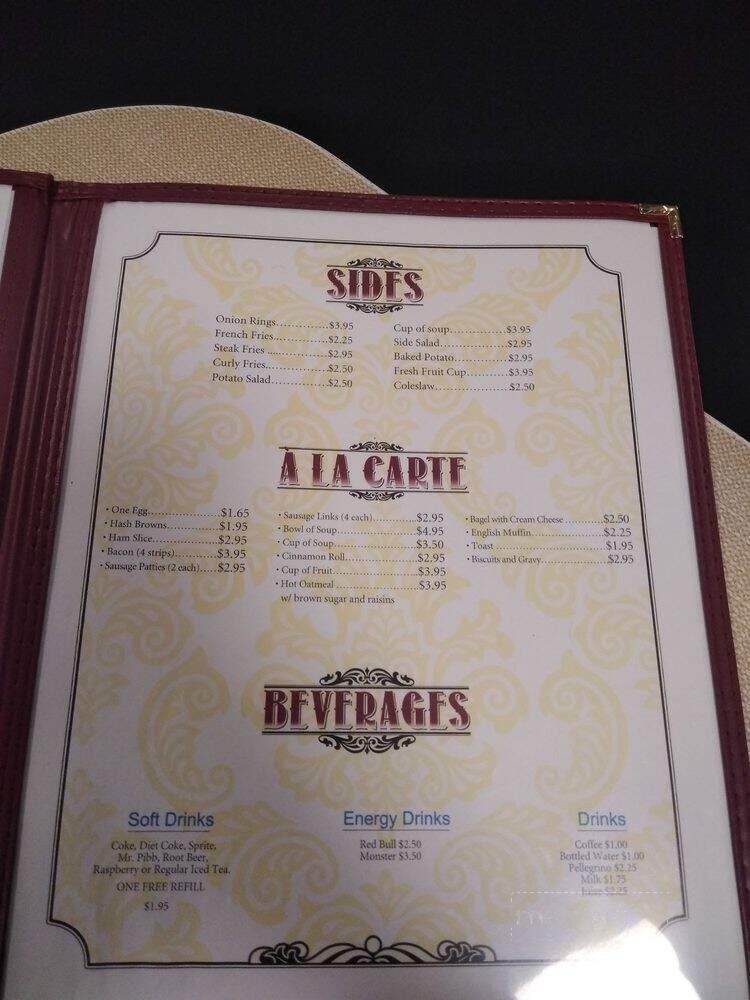 SIDES
Onion Rings..............$3.95
French Fries..............$2.25
Steak Fries ................$2.95
Curly Fries................$2.50
Potato Salad..............$2.50
Cup of soup...............$3.95
Side Salad.................$2.95
Baked Potato..............$2.95
Fresh Fruit Cup...........$3.95
Coleslaw....................$2.50
À LA CARTE
• One Egg...................$1.65
• Hash Browns..............$1.95
• Ham Slice.................$2.95
• Bacon (4 strips)...........$3.95
• Sausage Patties (2 each).....$2.95
• Sausage Links (4 each)...........$2.95
• Bowl of Soup....................$4.95
• Cup of Soup.....................$3.50
• Cinnamon Roll..................$2.95
• Cup of Fruit.....................$3.95
• Hot Oatmeal .....................$3.95
w/ brown sugar and raisins
• Bagel with Cream Cheese ..........$2.50
• English Muffin...................$2.25
• Toast.............................$1.95
• Biscuits and Gravy.................$2.95
BEVERAGES
Soft Drinks
Coke, Diet Coke, Sprite,
Mr. Pibb, Root Beer,
Raspberry or Regular Iced Tea.
ONE FREE REFILL
$1.95
Energy Drinks
Red Bull $2.50
Monster $3.50
Drinks
Coffee $1.00
Bottled Water $1.00
Pellegrino $2.25
Milk $1.75
Juice $2.25